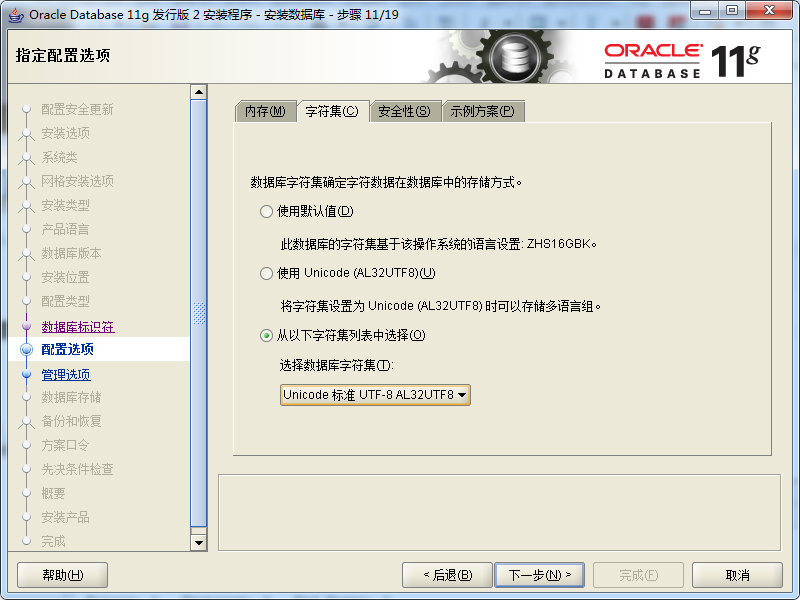 Oracle Database 11g 发行版 2 安装程序 - 安装数据库 - 步骤 11/19
指定配置选项
ORACLE
DATABASE 11g
配置安全更新
安装选项
系统类
网格安装选项
安装类型
产品语言
数据库版本
安装位置
配置类型
数据库标识符
配置选项
管理选项
数据库存储
备份和恢复
方案口令
先决条件检查
概要
安装产品
完成
内存(M) 字符集(C) 安全性(S) 示例方案(P)
数据库字符集确定字符数据在数据库中的存储方式。
使用默认值(D)
此数据库的字符集基于该操作系统的语言设置: ZHS16GBK。
使用 Unicode (AL32UTF8)(U)
将字符集设置为 Unicode (AL32UTF8) 时可以存储多语言组。
从以下字符集列表中选择(O)
选择数据库字符集(T):
Unicode 标准 UTF-8 AL32UTF8
帮助(H) < 后退(B) 下一步(N) > 完成(F) 取消